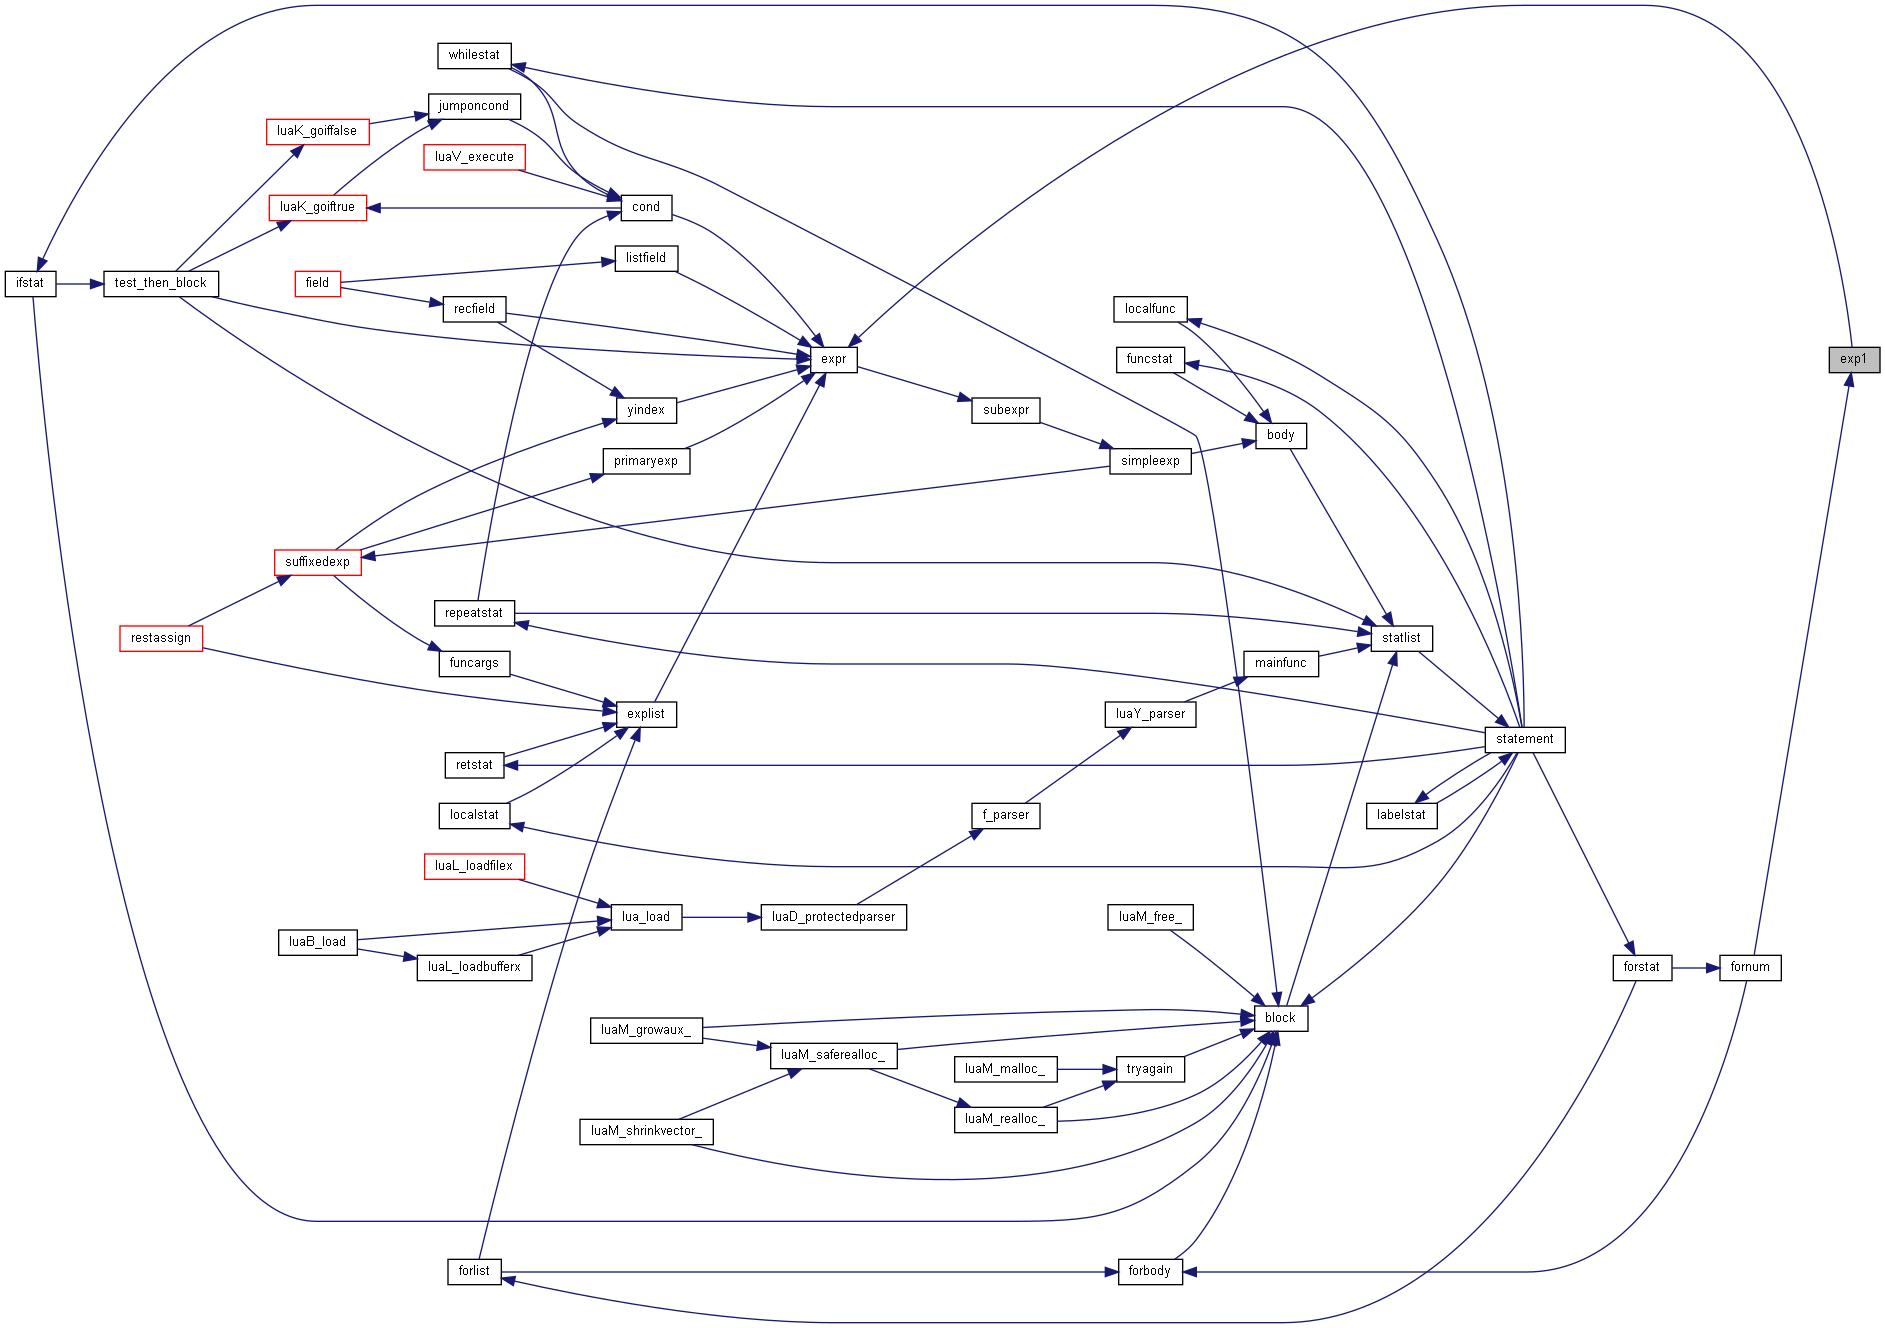 whilestat
jumponcond
luaK_goiffalse
luaV_execute
luaK_goiftrue
cond
listfield
ifstat
test_then_block
field
recfield
localfunc
expr
funcstat
exp1
yindex
subexpr
body
primaryexp
simpleexp
suffixedexp
repeatstat
restassign
statlist
funcargs
mainfunc
explist
luaY_parser
statement
retstat
localstat
f_parser
labelstat
luaL_loadfilex
lua_load
luaD_protectedparser
luaM_free_
luaB_load
luaL_loadbufferx
forstat
fornum
block
luaM_growaux_
luaM_saferealloc_
luaM_malloc_
tryagain
luaM_realloc_
luaM_shrinkvector_
forlist
forbody